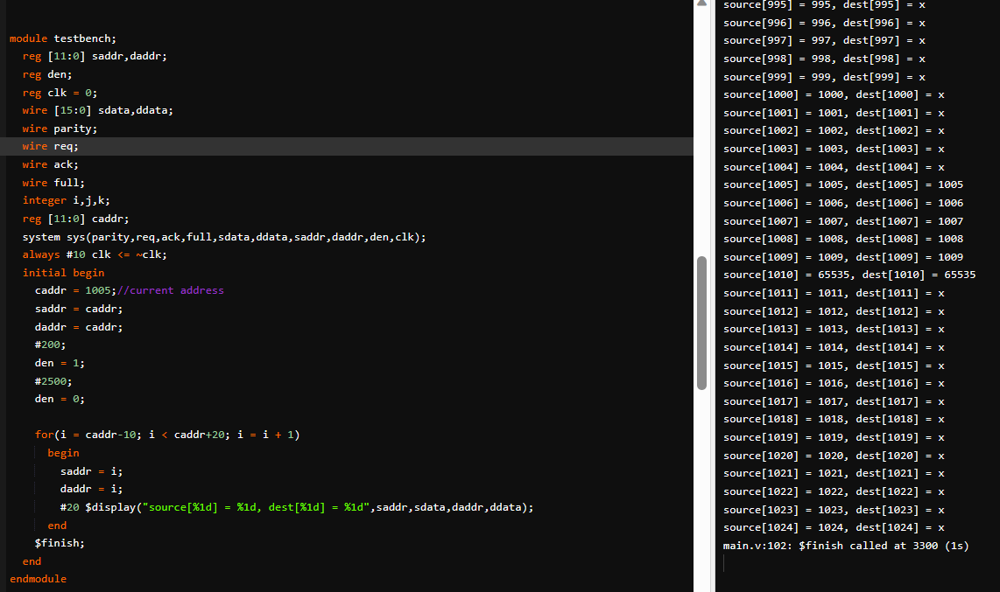 module testbench;
reg [11:0] saddr,daddr;
reg den;
reg clk = 0;
wire [15:0] sdata,ddata;
wire parity;
wire req;
wire ack;
wire full;
integer i,j,k;
reg [11:0] caddr;
system sys(parity,req,ack,full,sdata,ddata,saddr,daddr,den,clk);
always #10 clk <= ~clk;
initial begin
caddr = 1005;//current address
saddr = caddr;
daddr = caddr;
#200;
den = 1;
#2500;
den = 0;
for(i = caddr-10; i < caddr+20; i = i + 1)
begin
saddr = i;
daddr = i;
#20 $display("source[%1d] = %1d, dest[%1d] = %1d",saddr,sdata,daddr,ddata);
end
$finish;
end
endmodule
source[995] = 995, dest[995] = x
source[996] = 996, dest[996] = x
source[997] = 997, dest[997] = x
source[998] = 998, dest[998] = x
source[999] = 999, dest[999] = x
source[1000] = 1000, dest[1000] = x
source[1001] = 1001, dest[1001] = x
source[1002] = 1002, dest[1002] = x
source[1003] = 1003, dest[1003] = x
source[1004] = 1004, dest[1004] = x
source[1005] = 1005, dest[1005] = 1005
source[1006] = 1006, dest[1006] = 1006
source[1007] = 1007, dest[1007] = 1007
source[1008] = 1008, dest[1008] = 1008
source[1009] = 1009, dest[1009] = 1009
source[1010] = 65535, dest[1010] = 65535
source[1011] = 1011, dest[1011] = x
source[1012] = 1012, dest[1012] = x
source[1013] = 1013, dest[1013] = x
source[1014] = 1014, dest[1014] = x
source[1015] = 1015, dest[1015] = x
source[1016] = 1016, dest[1016] = x
source[1017] = 1017, dest[1017] = x
source[1018] = 1018, dest[1018] = x
source[1019] = 1019, dest[1019] = x
source[1020] = 1020, dest[1020] = x
source[1021] = 1021, dest[1021] = x
source[1022] = 1022, dest[1022] = x
source[1023] = 1023, dest[1023] = x
source[1024] = 1024, dest[1024] = x
main.v:102: $finish called at 3300 (1s)